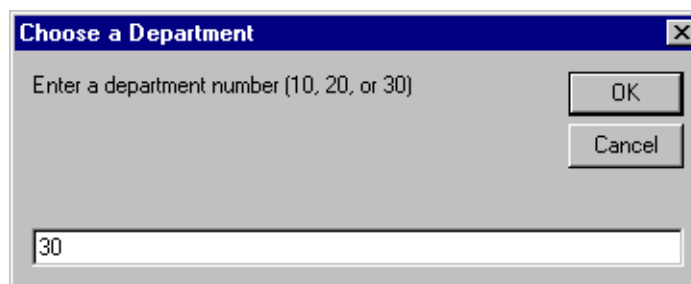 Choose a Department
Enter a department number (10, 20, or 30)
OK
Cancel
30